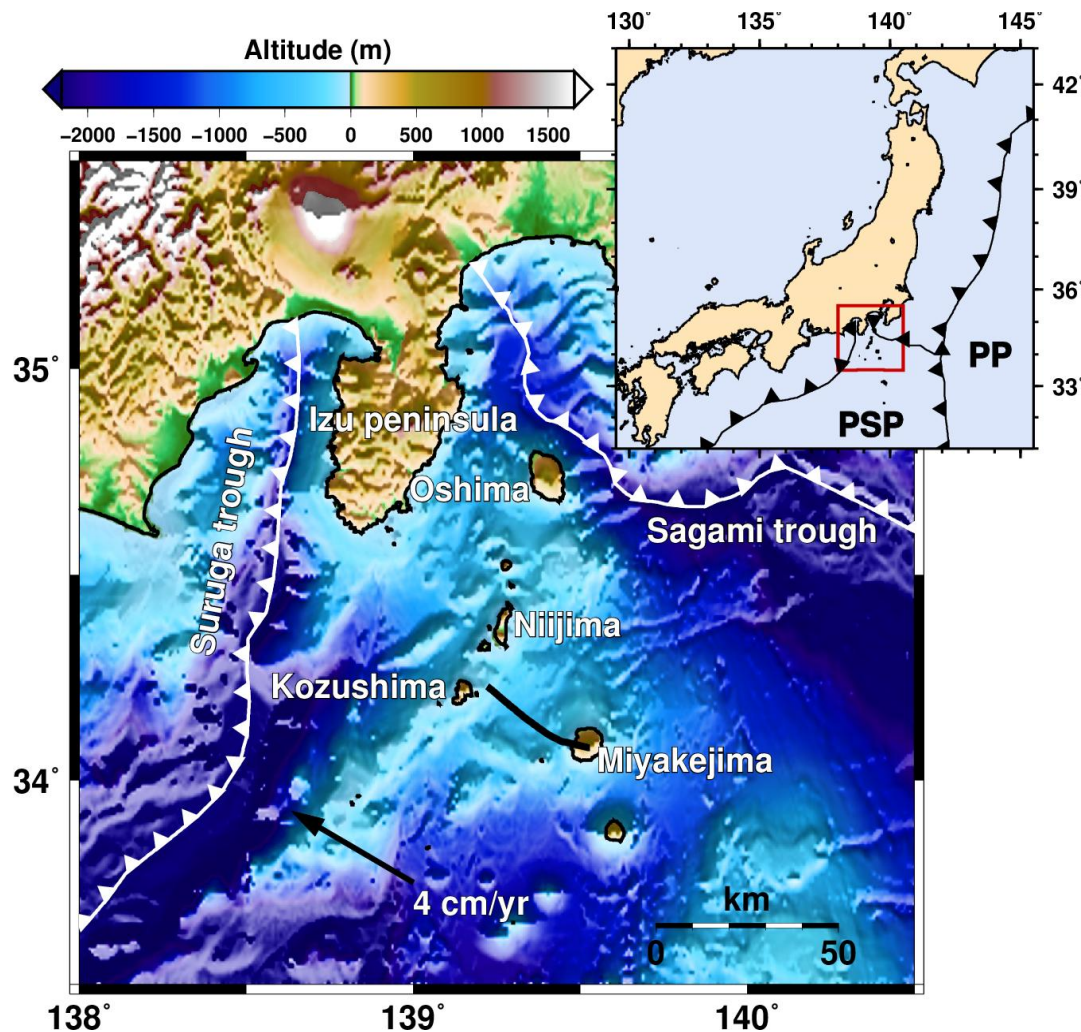 Altitude (m)
−2000 −1500 −1000 −500 0 500 1000 1500
130˚ 135˚ 140˚ 145˚
42˚
39˚
36˚
33˚
PP
PSP
35˚
34˚
138˚ 139˚ 140˚
Izu peninsula
Oshima
Suruga trough
Sagami trough
Niijima
Kozushima
Miyakejima
4 cm/yr
km
0 50